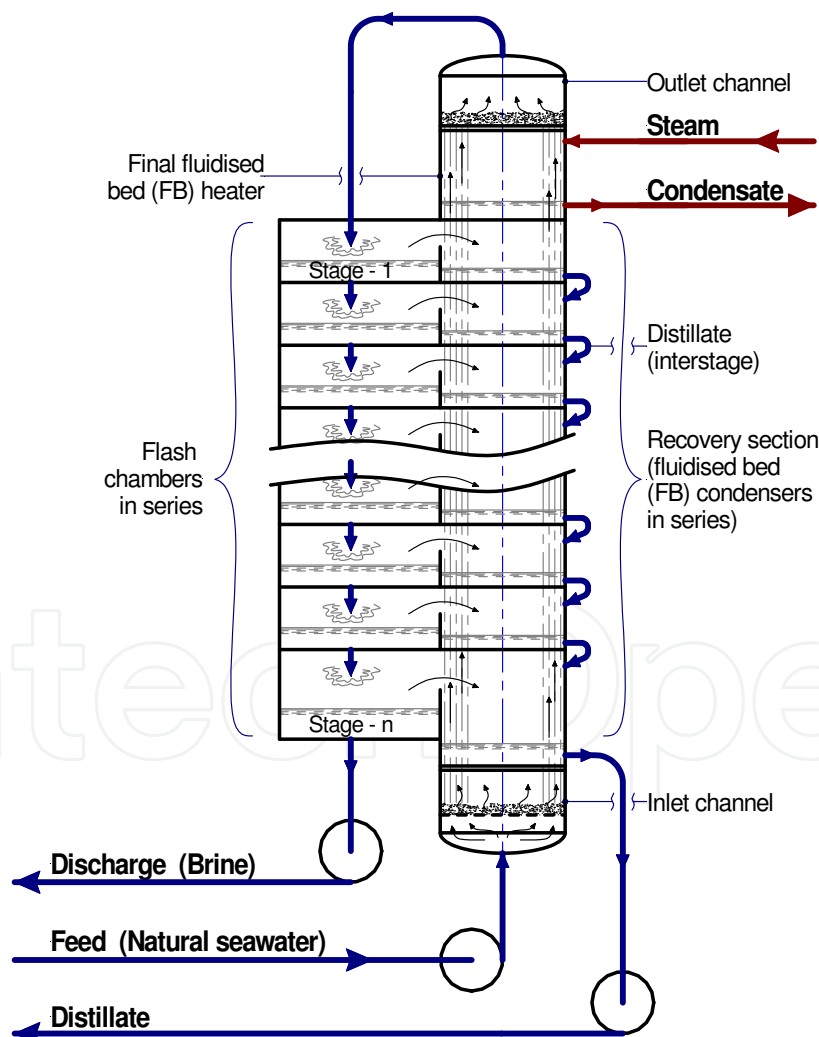 Outlet channel
Steam
Final fluidised
bed (FB) heater
Condensate
Stage - 1
Distillate
(interstage)
Flash
chambers
in series
Recovery section
(fluidised bed
(FB) condensers
in series)
Stage - n
Inlet channel
Discharge (Brine)
Feed (Natural seawater)
Distillate